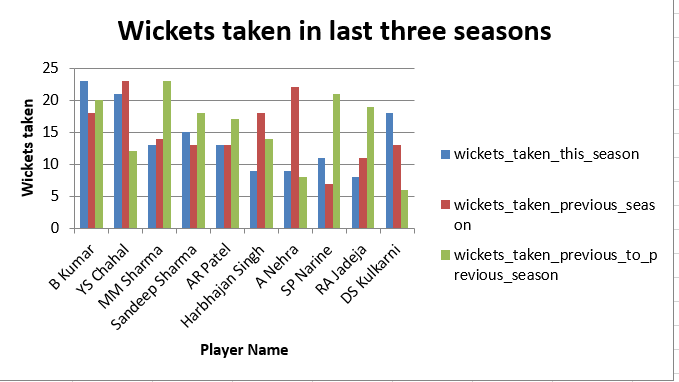 Wickets taken in last three seasons
Wickets taken
25
20
15
10
5
0
B Kumar
YS Chahal
MM Sharma
Sandeep Sharma
AR Patel
Harbhajan Singh
A Nehra
SP Narine
RA Jadeja
DS Kulkarni
Player Name
wickets_taken_this_season
wickets_taken_previous_seas
on
wickets_taken_previous_to_p
revious_season